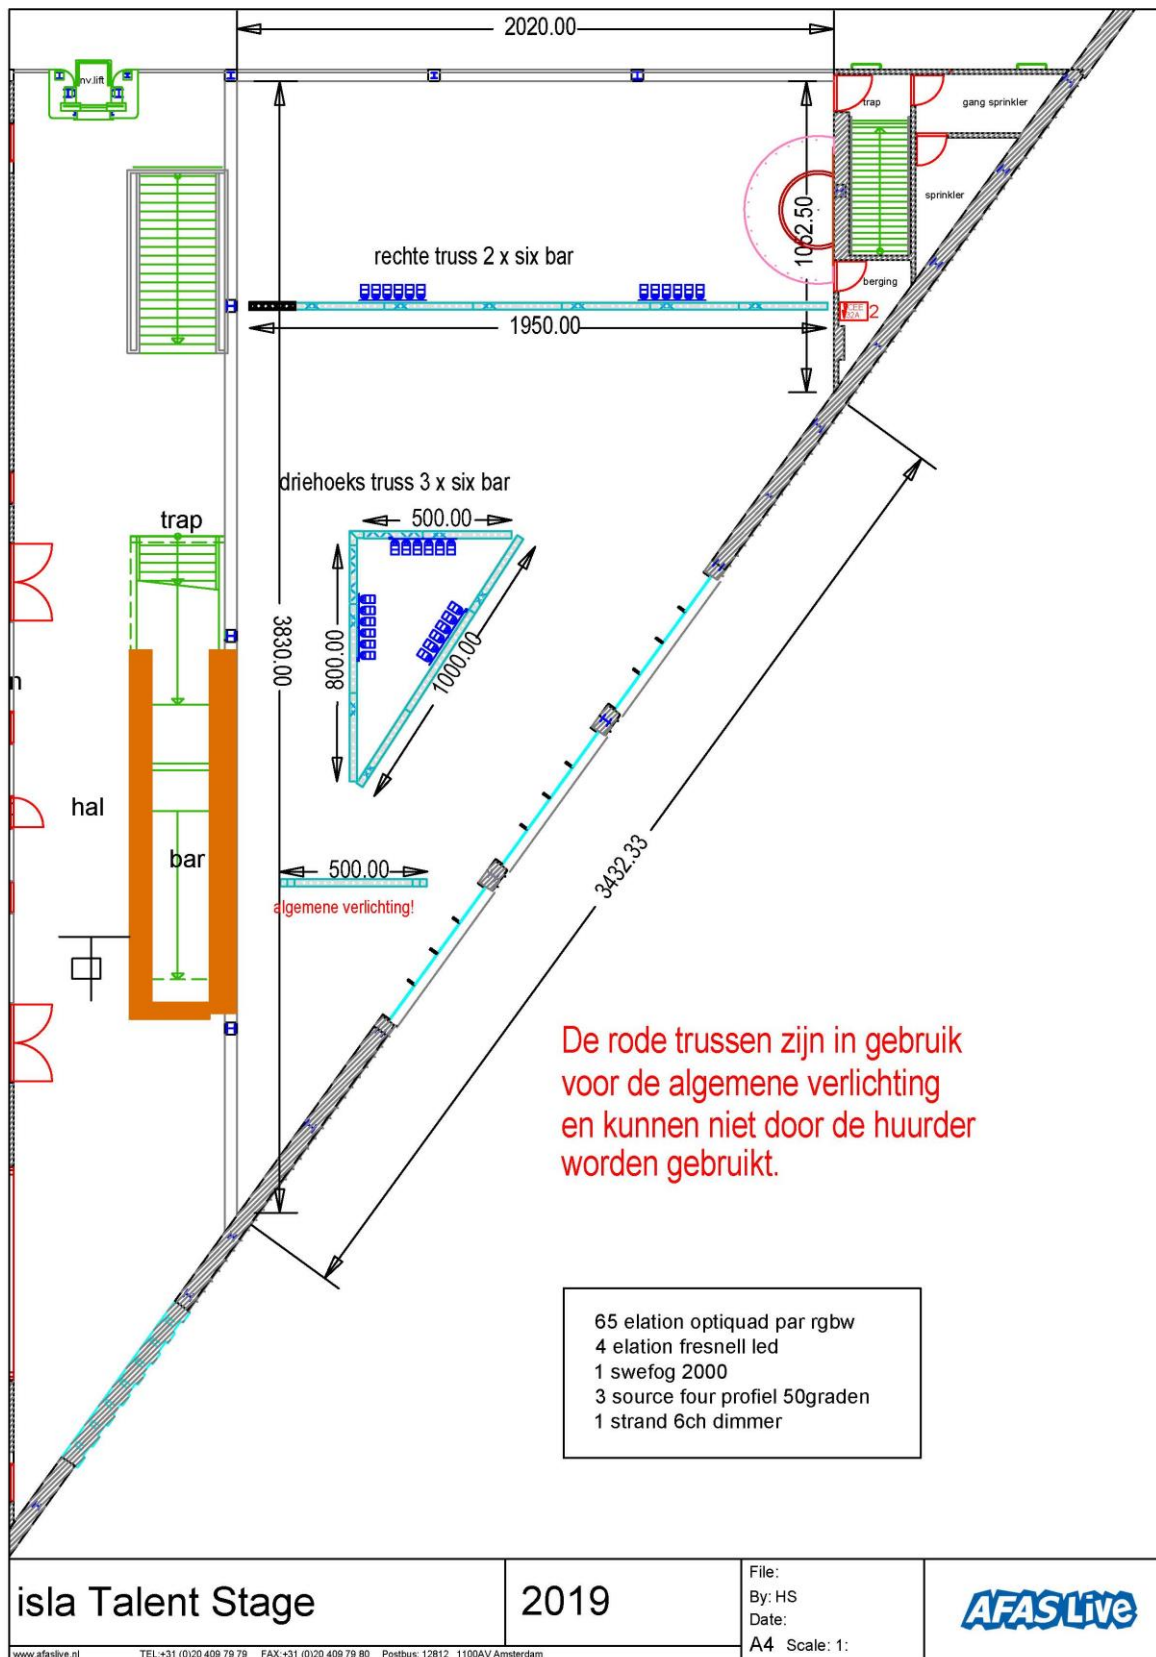 2020.00
nv.lift
trap
gang sprinkler
sprinkler
1052.50
rechte truss 2 x six bar
berging
CEE
32A
2
1950.00
driehoeks truss 3 x six bar
500.00
trap
3830.00
800.00
1000.00
n
hal
bar
500.00
algemene verlichting!
3432.33
De rode trussen zijn in gebruik
voor de algemene verlichting
en kunnen niet door de huurder
worden gebruikt.
65 elation optiquad par rgbw
4 elation fresnell led
1 swefog 2000
3 source four profiel 50graden
1 strand 6ch dimmer
isla Talent Stage
2019
File:
By: HS
Date:
A4 Scale: 1:
AFAS Live
www.afaslive.nl TEL:+31 (0)20 409 79 79 FAX:+31 (0)20 409 79 80 Postbus: 12812 1100AV Amsterdam